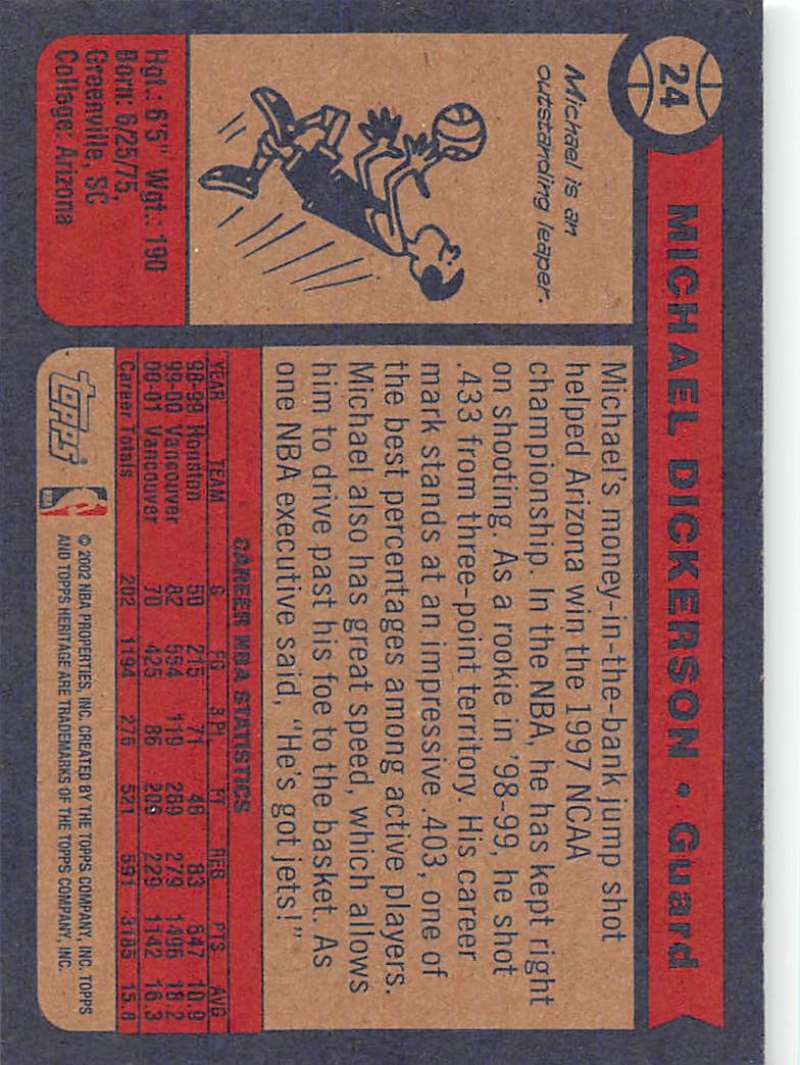 24
MICHAEL DICKERSON • Guard
Michael is an
outstanding leaper.
Hgt.: 6'5" Wgt.: 190
Born: 6/25/75,
Greenville, SC
College: Arizona
Michael's money-in-the-bank jump shot
helped Arizona win the 1997 NCAA
championship. In the NBA, he has kept right
on shooting. As a rookie in '98-99, he shot
.433 from three-point territory. His career
mark stands at an impressive .403, one of
the best percentages among active players.
Michael also has great speed, which allows
him to drive past his foe to the basket. As
one NBA executive said, "He's got jets!"
CAREER NBA STATISTICS
YEAR TEAM G FG 3 Pt FT REB PTS AVG
98-99 Houston 50 215 71 46 83 547 10.9
99-00 Vancouver 82 554 119 269 279 1496 18.2
00-01 Vancouver 70 425 86 206 229 1142 16.3
Career Totals 202 1194 276 521 591 3185 15.8
topps®
© 2002 NBA PROPERTIES, INC. CREATED BY THE TOPPS COMPANY, INC. TOPPS
AND TOPPS HERITAGE ARE TRADEMARKS OF THE TOPPS COMPANY, INC.